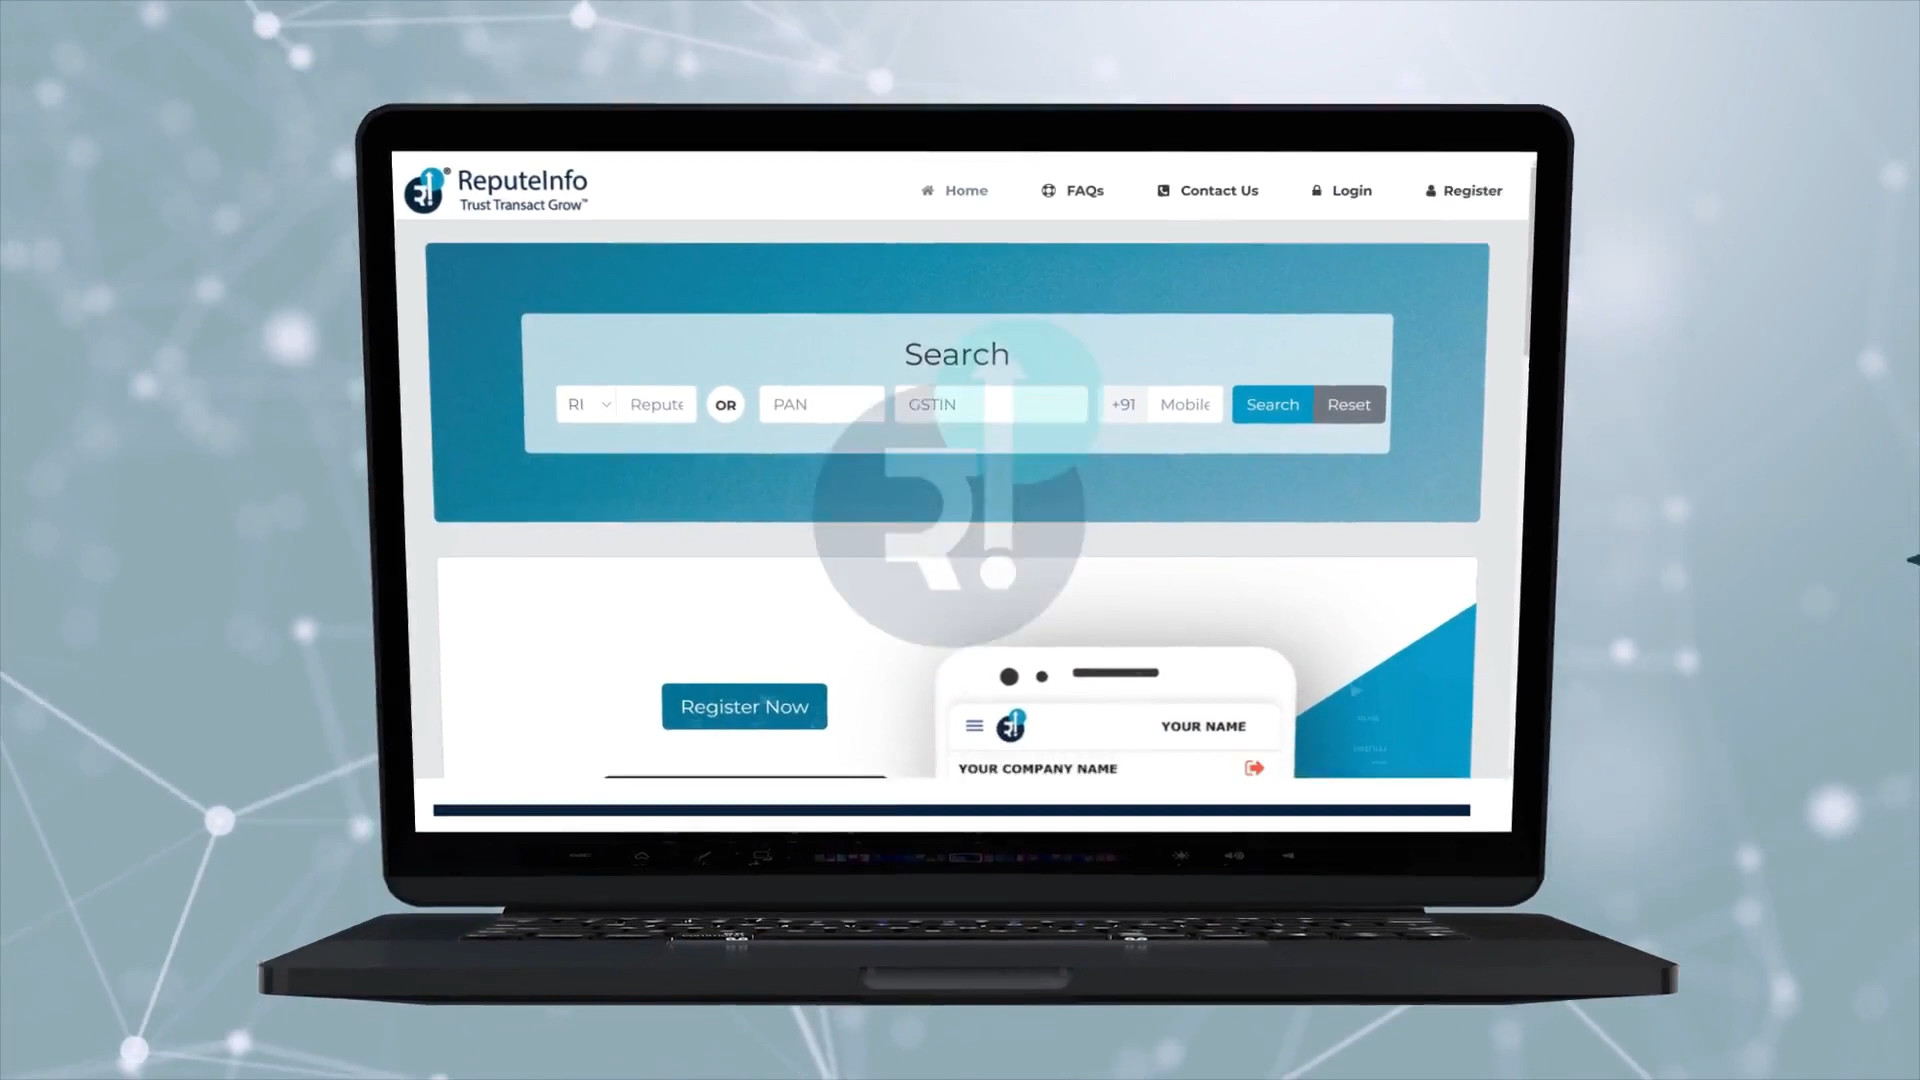 ReputeInfo
Trust Transact Grow™
Home FAQs Contact Us Login Register
Search
RI Repute OR PAN GSTIN +91 Mobile Search Reset
Register Now
YOUR NAME
YOUR COMPANY NAME